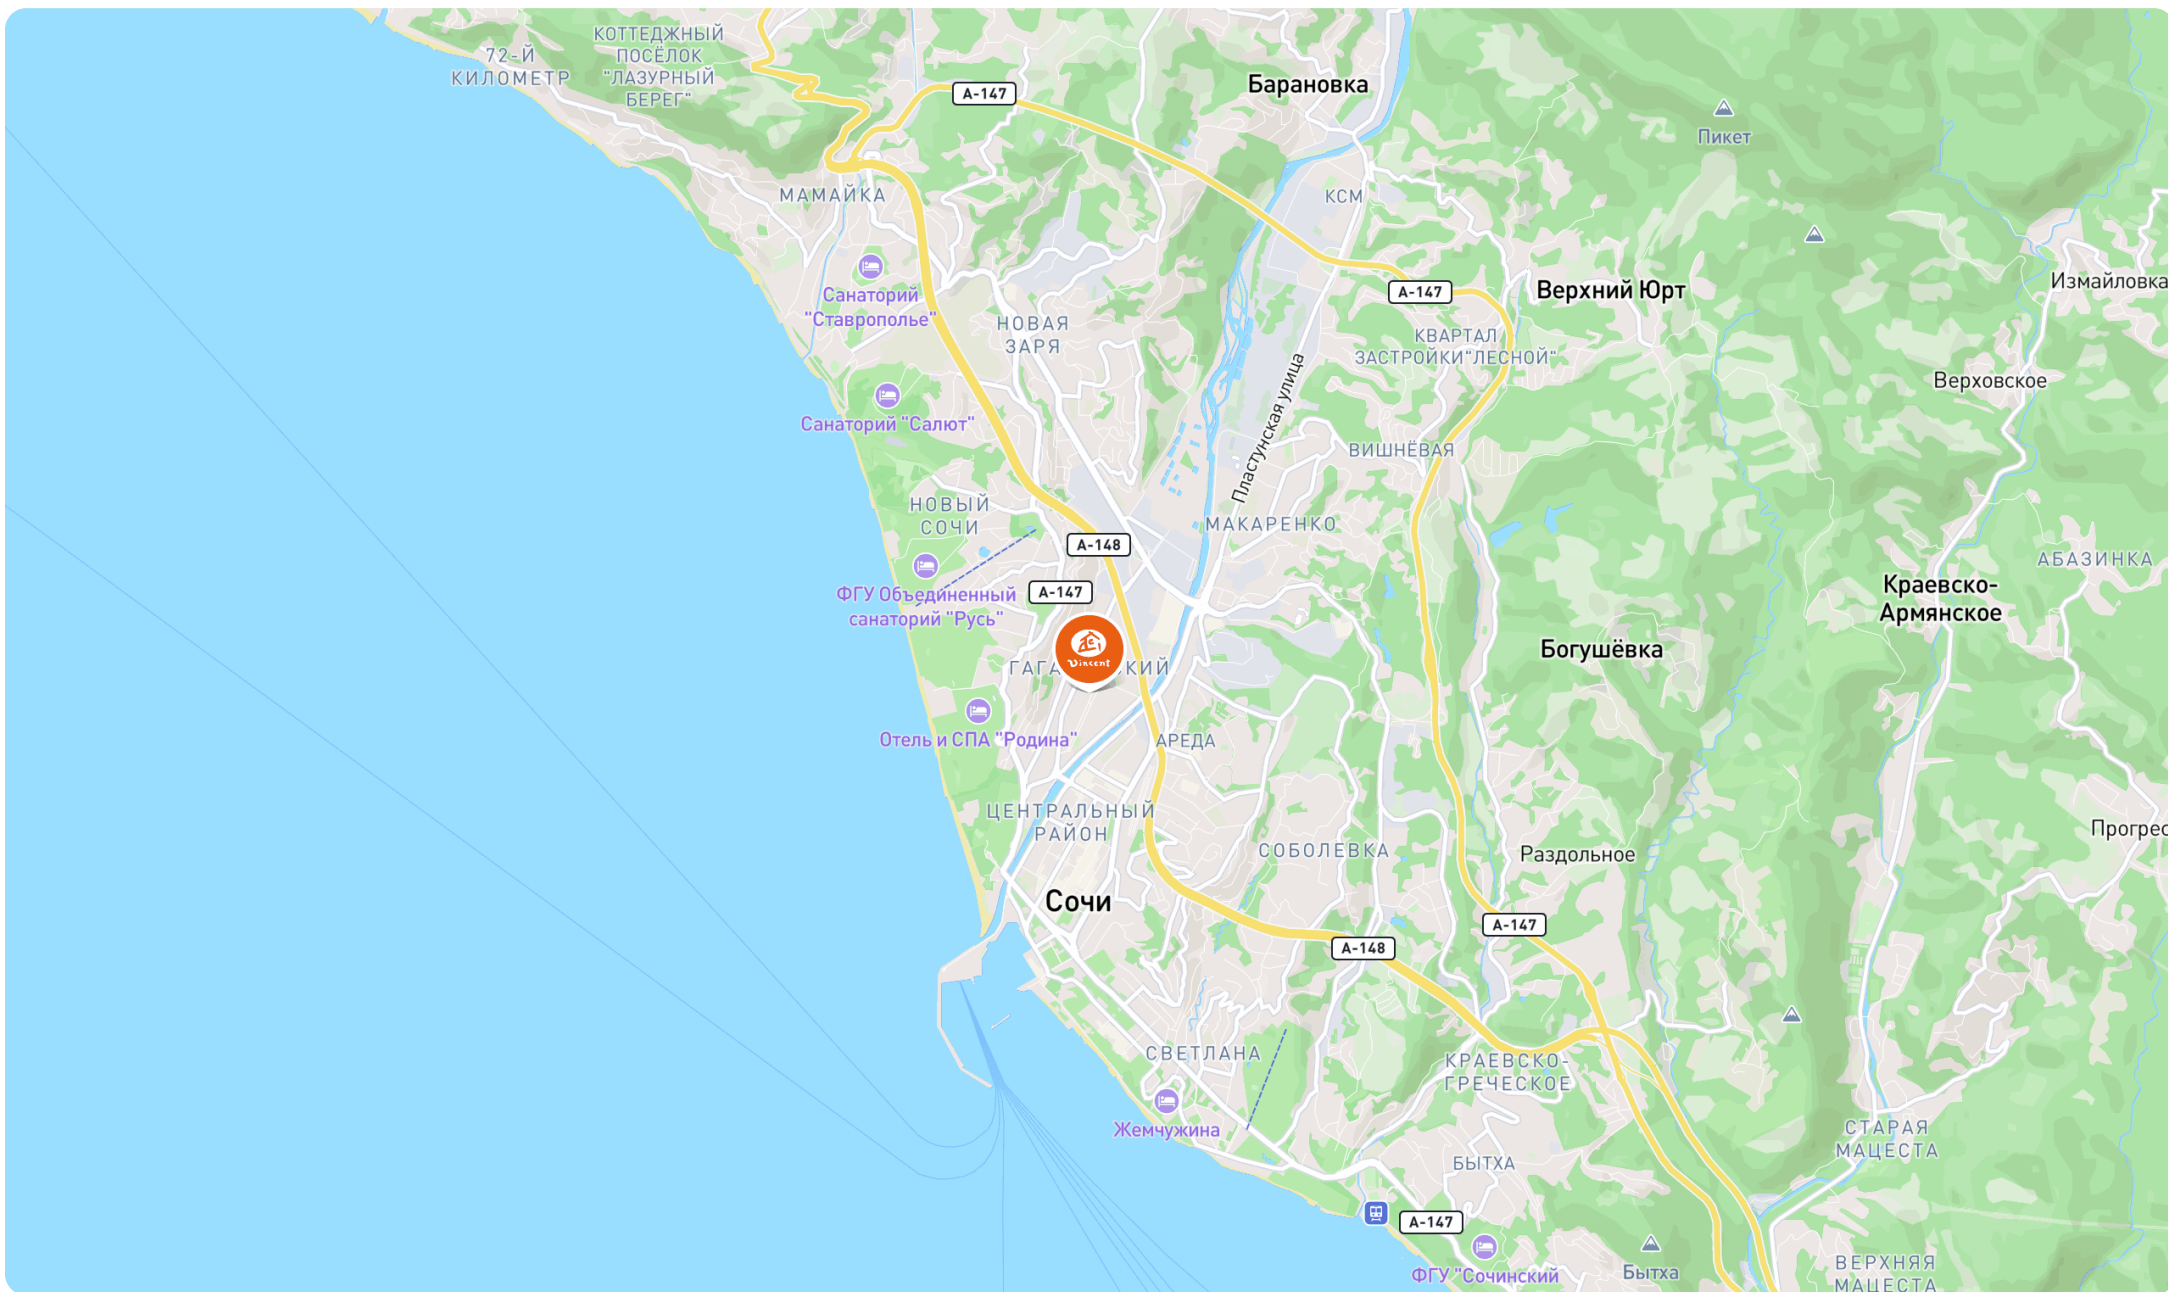 КОТТЕДЖНЫЙ
ПОСЁЛОК
"ЛАЗУРНЫЙ
БЕРЕГ"
72-Й
КИЛОМЕТР
A-147
Барановка
Пикет
МАМАЙКА
КСМ
Санаторий
"Ставрополье"
НОВАЯ
ЗАРЯ
A-147
Верхний Юрт
Измайловка
КВАРТАЛ
ЗАСТРОЙКИ"ЛЕСНОЙ"
Пластунская улица
Верховское
Санаторий "Салют"
ВИШНЁВАЯ
НОВЫЙ
СОЧИ
МАКАРЕНКО
A-148
A-147
ФГУ Объединенный
санаторий "Русь"
АБАЗИНКА
Краевско-
Армянское
Vincent
Богушёвка
Отель и СПА "Родина"
АРЕДА
ЦЕНТРАЛЬНЫЙ
РАЙОН
СОБОЛЕВКА
Раздольное
Прогрес
Сочи
A-147
A-148
СВЕТЛАНА
КРАЕВСКО-
ГРЕЧЕСКОЕ
Жемчужина
СТАРАЯ
МАЦЕСТА
БЫТХА
A-147
ФГУ "Сочинский
Бытха
ВЕРХНЯЯ
МАЦЕСТА